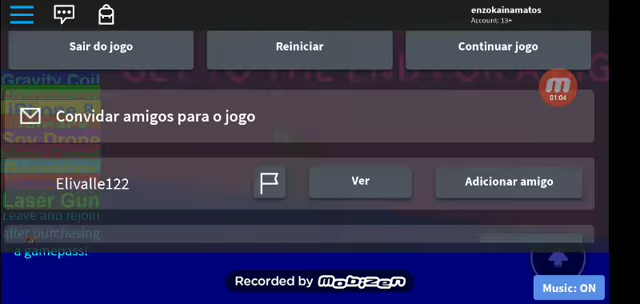 enzokainamatos
Account: 13+
Sair do jogo
Reiniciar
Continuar jogo
Gravity Coil
01:04
Convidar amigos para o jogo
Spy Drone
Elivalle122
Ver
Adicionar amigo
Laser Gun
Leave and rejoin
after purchasing
a gamepass!
Recorded by Mobizen
Music: ON